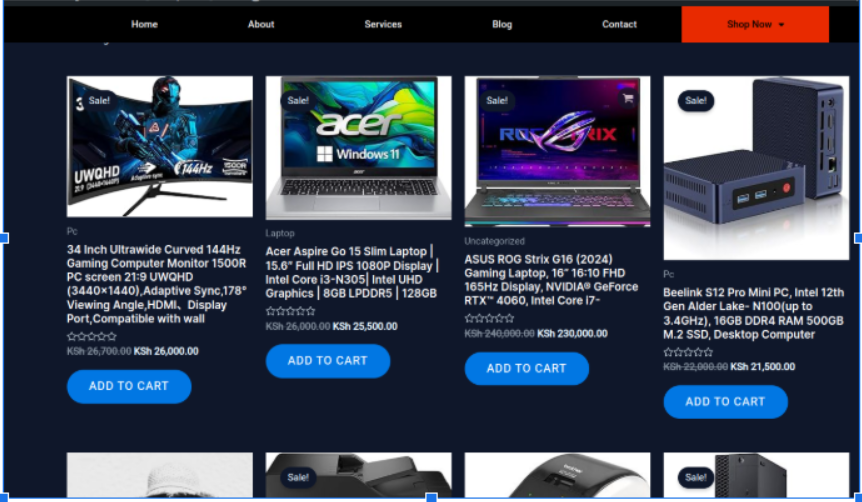 Home About Services Blog Contact Shop Now
Sale!
UWQHD
21:9 (3440×1440)
Adaptive sync
144Hz
1500R
Pc
34 Inch Ultrawide Curved 144Hz
Gaming Computer Monitor 1500R
PC screen 21:9 UWQHD
(3440×1440),Adaptive Sync,178°
Viewing Angle,HDMI、Display
Port,Compatible with wall
KSh 26,700.00 KSh 26,000.00
ADD TO CART
Sale!
acer
Windows 11
acer
Laptop
Acer Aspire Go 15 Slim Laptop |
15.6" Full HD IPS 1080P Display |
Intel Core i3-N305| Intel UHD
Graphics | 8GB LPDDR5 | 128GB
KSh 26,000.00 KSh 25,500.00
ADD TO CART
Sale!
Uncategorized
ASUS ROG Strix G16 (2024)
Gaming Laptop, 16” 16:10 FHD
165Hz Display, NVIDIA® GeForce
RTX™ 4060, Intel Core i7-
KSh 240,000.00 KSh 230,000.00
ADD TO CART
Sale!
Pc
Beelink S12 Pro Mini PC, Intel 12th
Gen Alder Lake- N100(up to
3.4GHz), 16GB DDR4 RAM 500GB
M.2 SSD, Desktop Computer
KSh 22,000.00 KSh 21,500.00
ADD TO CART
Sale!
brother
Sale!